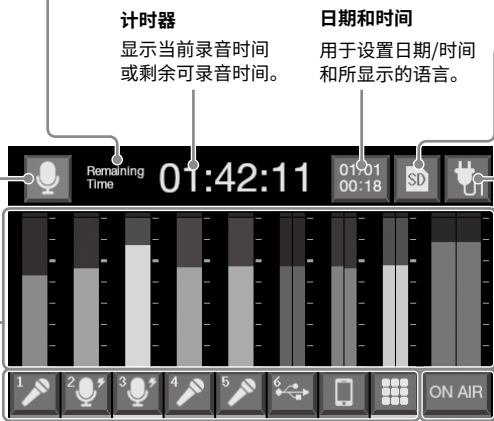 计时器
显示当前录音时间
或剩余可录音时间。
日期和时间
用于设置日期/时间
和所显示的语言。
Remaining
Time
01:42:11
01/01
00:18
SD
1
2
3
4
5
6
ON AIR